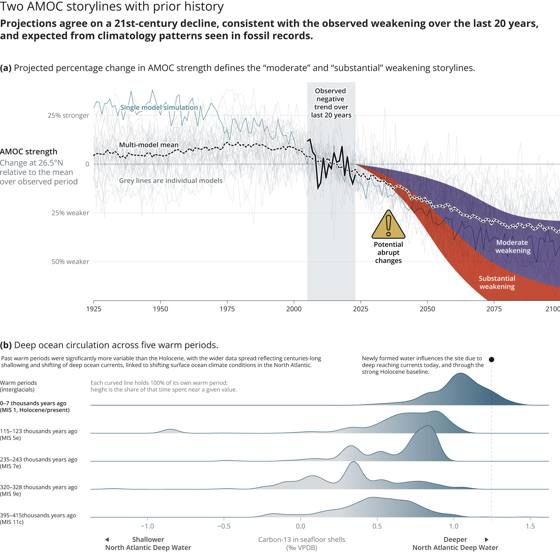 Two AMOC storylines with prior history
Projections agree on a 21st-century decline, consistent with the observed weakening over the last 20 years,
and expected from climatology patterns seen in fossil records.
(a) Projected percentage change in AMOC strength defines the “moderate” and “substantial” weakening storylines.
Observed
negative
trend over
last 20 years
Single model simulation
25% stronger
Multi-model mean
AMOC strength
Change at 26.5°N
relative to the mean
over observed period
0
Grey lines are individual models
25% weaker
Potential
abrupt
changes
Moderate
weakening
50% weaker
Substantial
weakening
1925
1950
1975
2000
2025
2050
2075
2100
(b) Deep ocean circulation across five warm periods.
Past warm periods were significantly more variable than the Holocene, with the wider data spread reflecting centuries-long
shallowing and shifting of deep ocean currents, linked to shifting surface ocean climate conditions in the North Atlantic.
Newly formed water influences the site due to
deep reaching currents today, and through the
strong Holocene baseline.
Warm periods
(interglacials)
Each curved line holds 100% of its own warm period;
height is the share of that time spent near a given value.
0–7 thousands years ago
(MIS 1, Holocene/present)
115–123 thousands years ago
(MIS 5e)
235–243 thousands years ago
(MIS 7e)
320–328 thousands years ago
(MIS 9e)
395–415thousands years ago
(MIS 11c)
−1.0
−0.5
0.0
0.5
1.0
1.5
Shallower
North Atlantic Deep Water
Carbon-13 in seafloor shells
(‰ VPDB)
Deeper
North Atlantic Deep Water